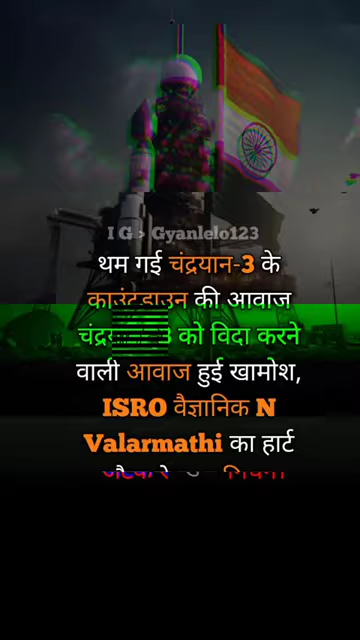 I G > Gyanlelo123
थम गई चंद्रयान-3 के
काउंटडाउन की आवाज
3 को विदा करने
वाली आवाज हुई खामोश,
ISRO वैज्ञानिक N
Valarmathi का हार्ट